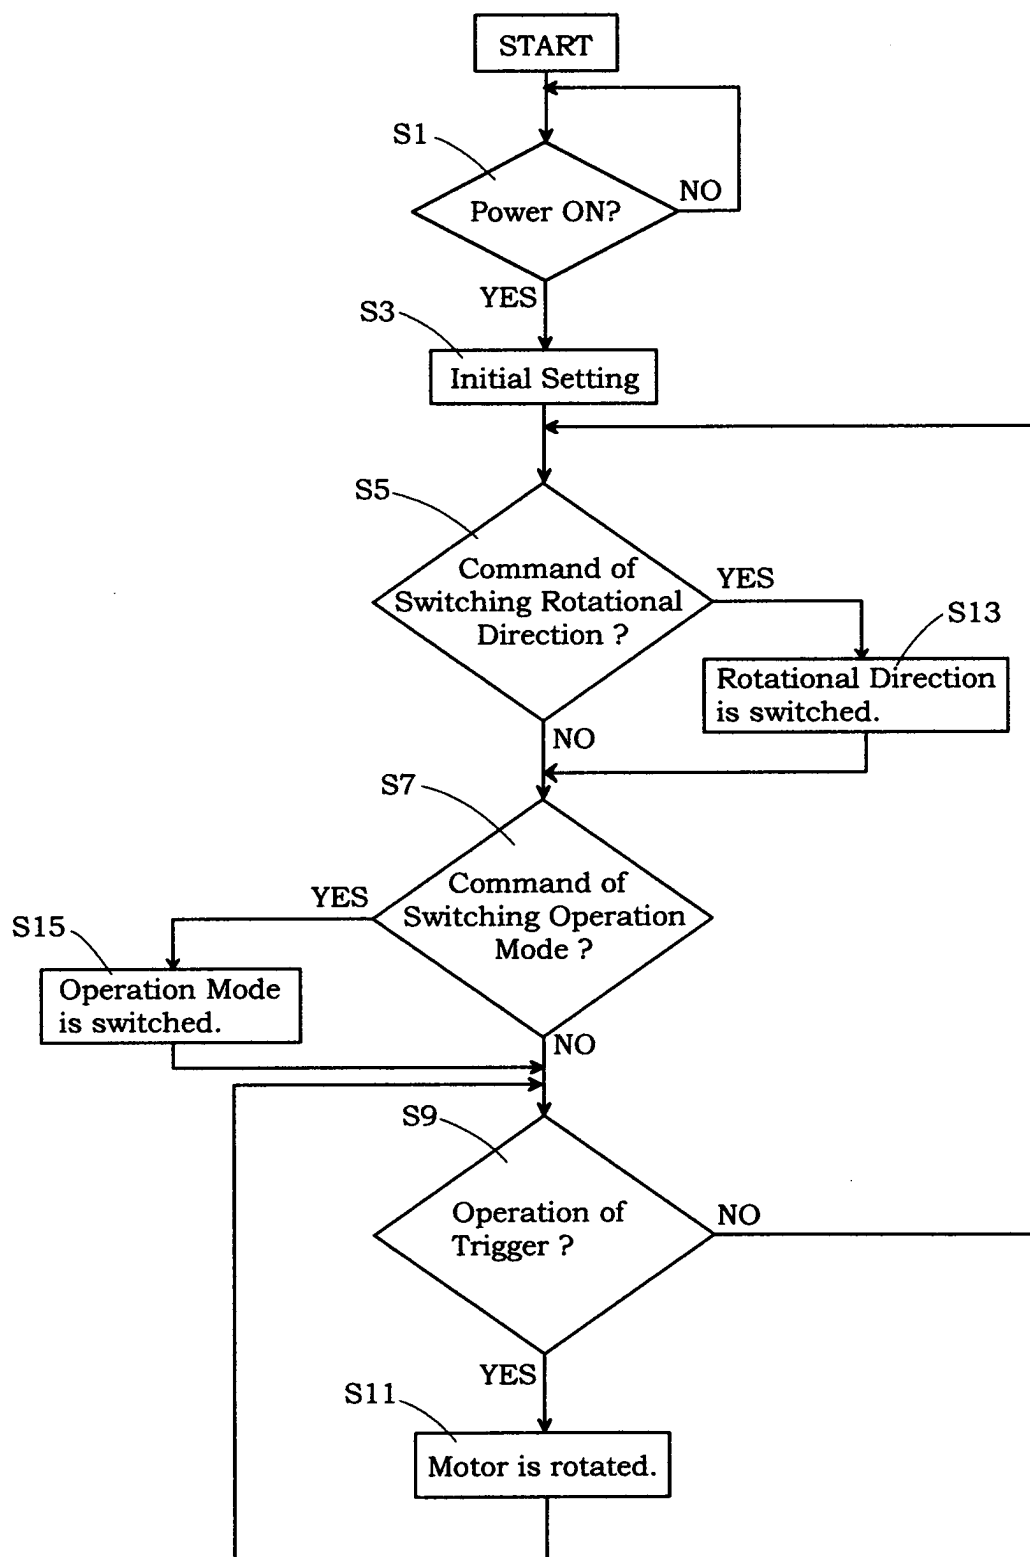 START
S1
NO
Power ON?
YES
S3
Initial Setting
S5
Command of
Switching Rotational
Direction ?
YES
S13
Rotational Direction
is switched.
NO
S7
Command of
Switching Operation
Mode ?
YES
S15
Operation Mode
is switched.
NO
S9
Operation of
Trigger ?
NO
YES
S11
Motor is rotated.